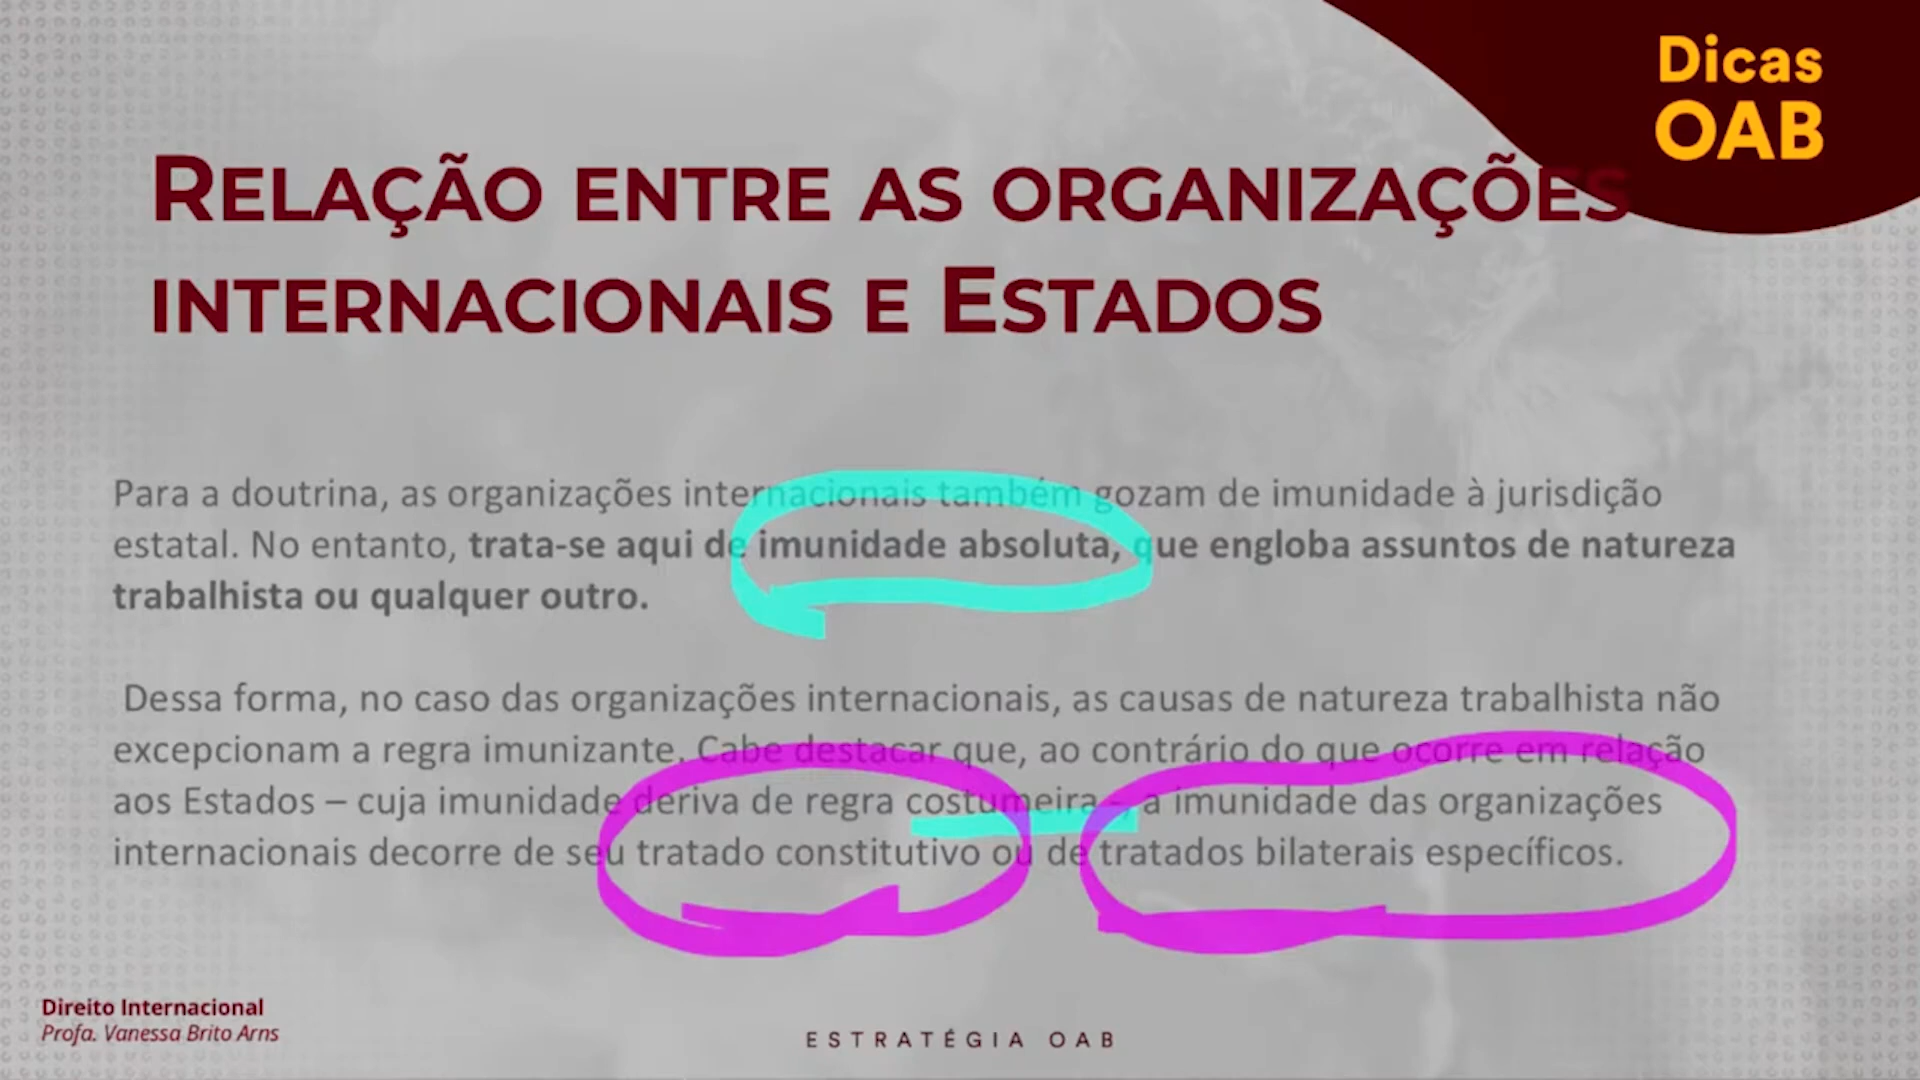 Dicas
OAB
RELAÇÃO ENTRE AS ORGANIZAÇÕES
INTERNACIONAIS E ESTADOS
Para a doutrina, as organizações internacionais também gozam de imunidade à jurisdição
estatal. No entanto, trata-se aqui de imunidade absoluta, que engloba assuntos de natureza
trabalhista ou qualquer outro.
Dessa forma, no caso das organizações internacionais, as causas de natureza trabalhista não
excepcionam a regra imunizante. Cabe destacar que, ao contrário do que ocorre em relação
aos Estados – cuja imunidade deriva de regra costumeira -, a imunidade das organizações
internacionais decorre de seu tratado constitutivo ou de tratados bilaterais específicos.
Direito Internacional
Profa. Vanessa Brito Arns
ESTRATÉGIA OAB